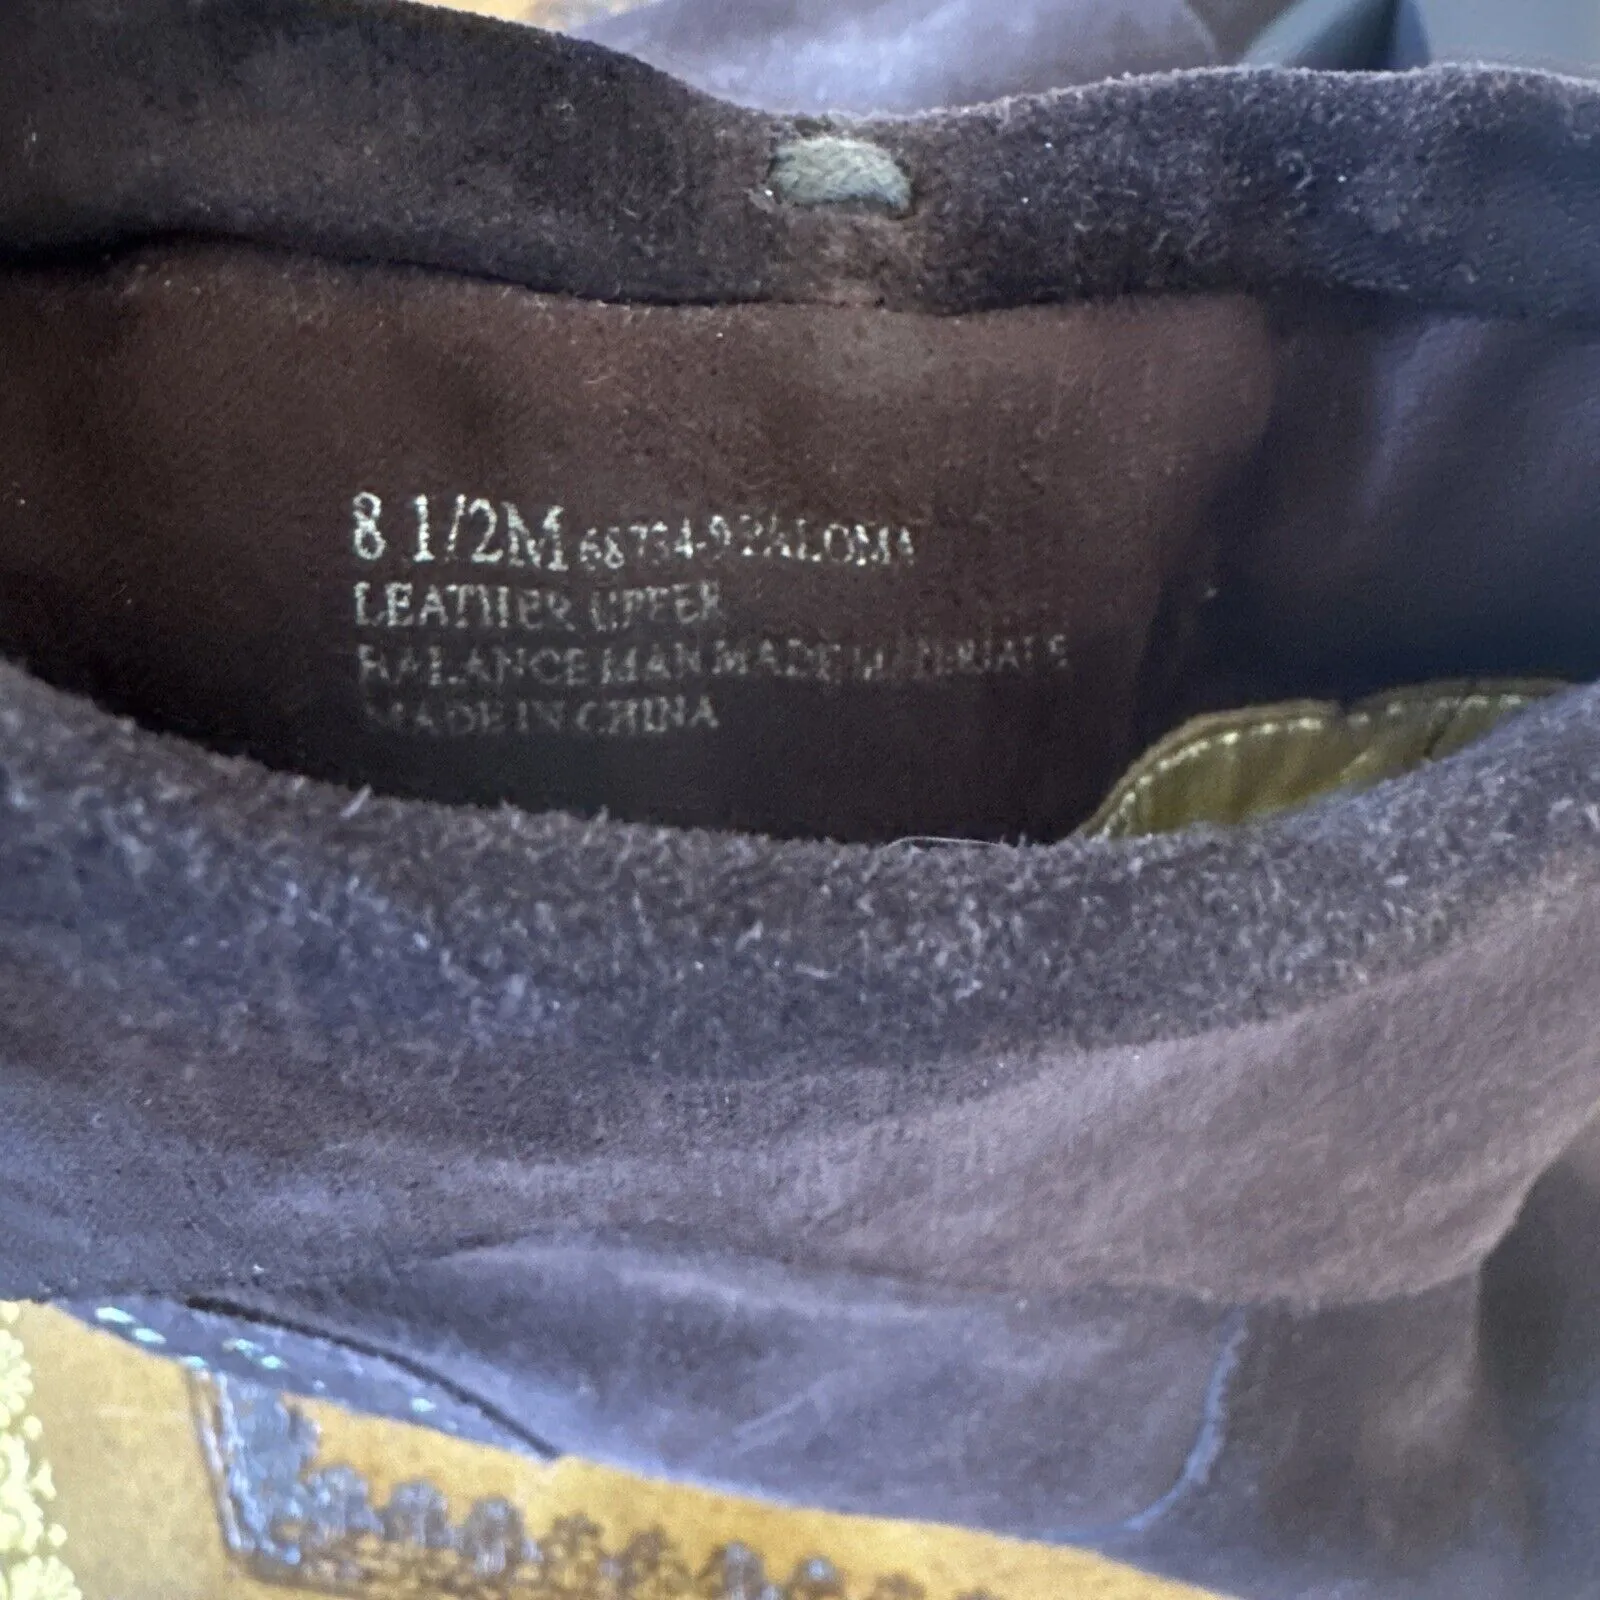 8 1/2M 68734-9 PALOMA
LEATHER UPPER
BALANCE MAN MADE MATERIALS
MADE IN CHINA